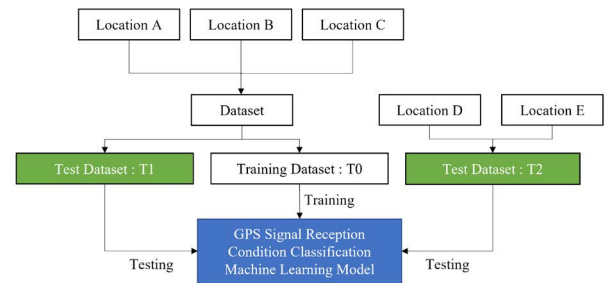 Location A
Location B
Location C
Dataset
Location D
Location E
Test Dataset : T1
Training Dataset : T0
Test Dataset : T2
Training
GPS Signal Reception
Condition Classification
Machine Learning Model
Testing
Testing